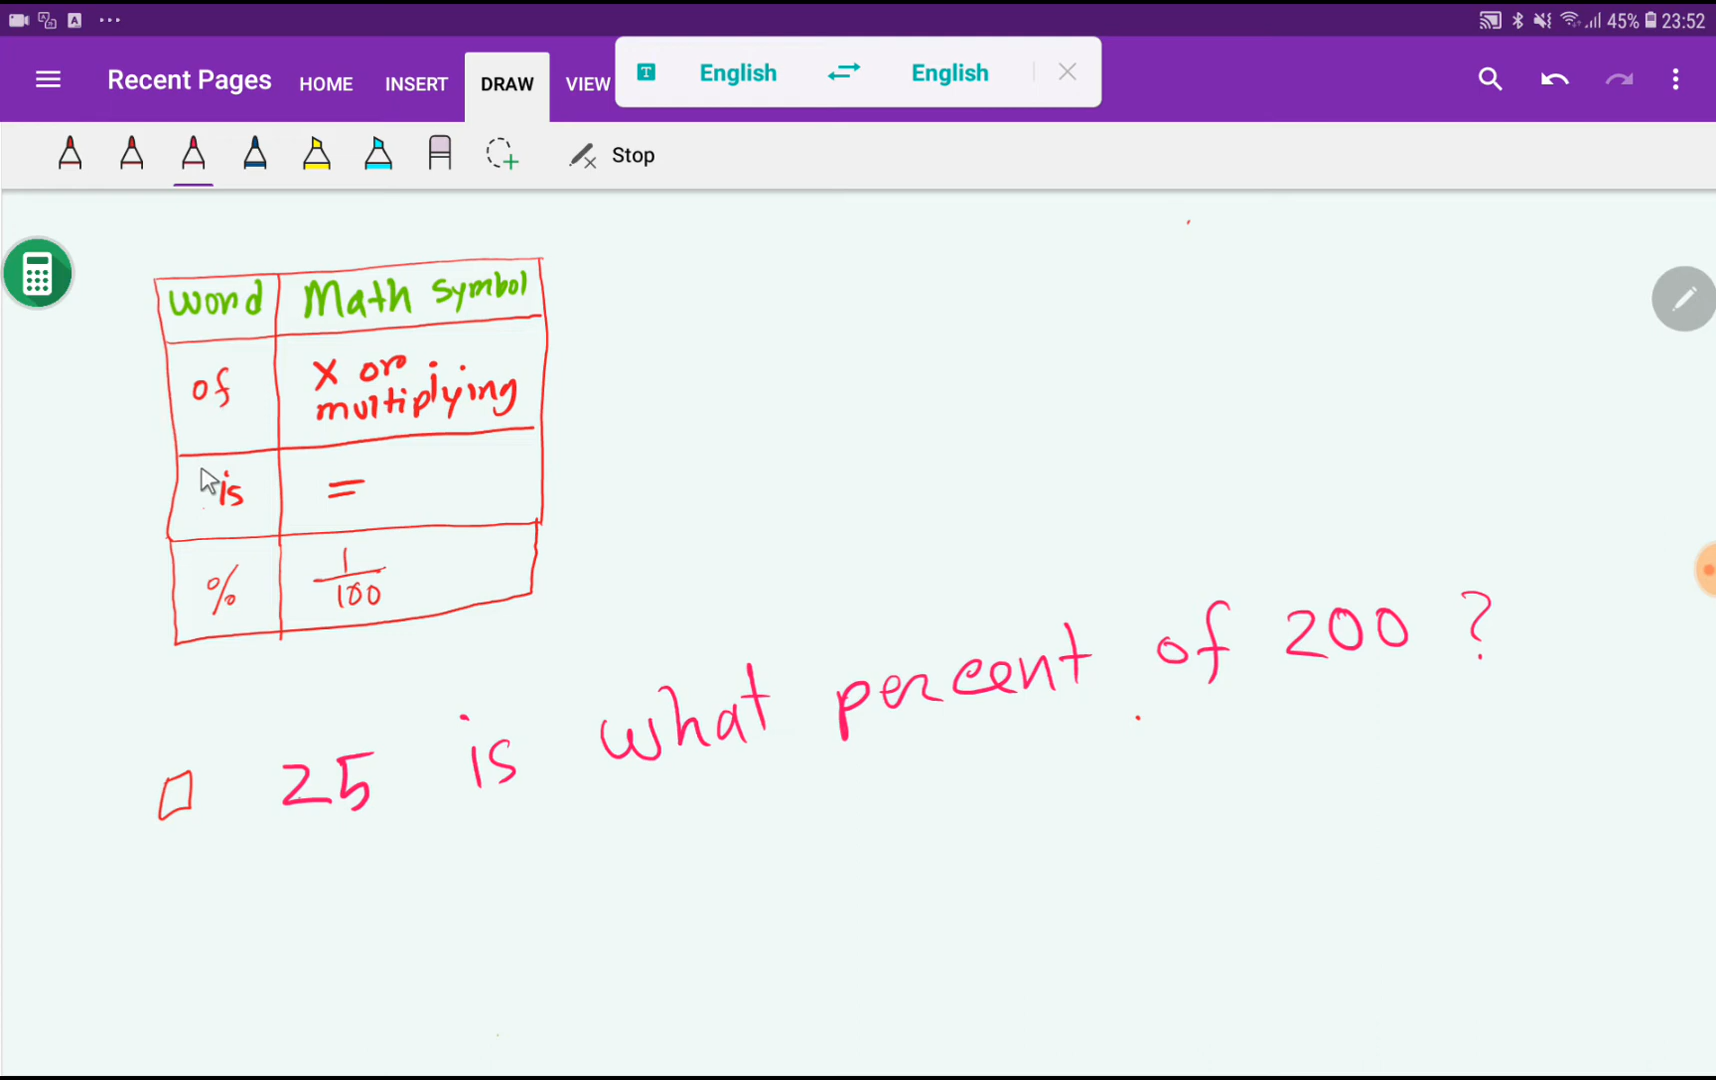 45% 23:52
Recent Pages HOME INSERT DRAW VIEW English English
Stop
word Math symbol
of x or
multiplying
is =
% 1/100
25 is what percent of 200 ?